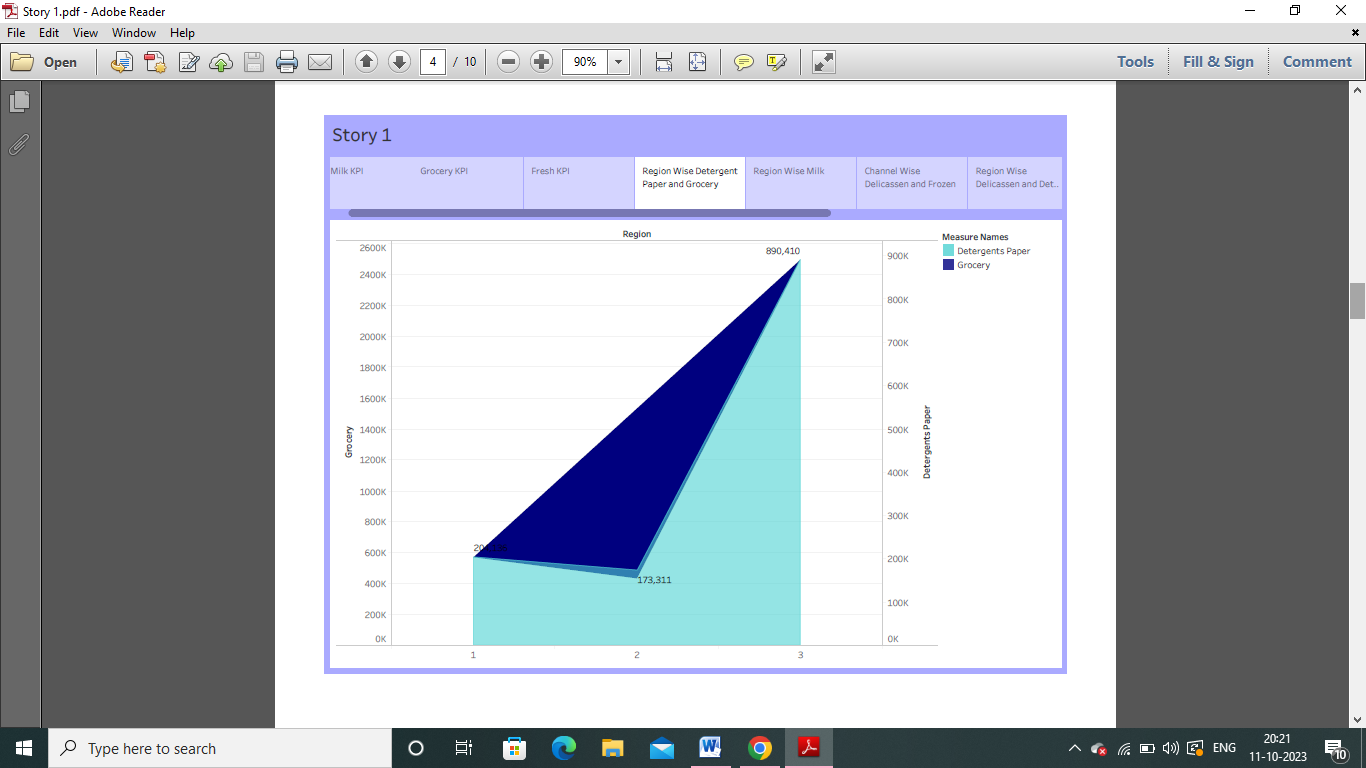 Story 1.pdf - Adobe Reader
File Edit View Window Help
Open 4 / 10 90% Tools Fill & Sign Comment
Story 1
Milk KPI
Grocery KPI
Fresh KPI
Region Wise Detergent
Paper and Grocery
Region Wise Milk
Channel Wise
Delicassen and Frozen
Region Wise
Delicassen and Det..
Region
Measure Names
Detergents Paper
Grocery
890,410
173,311
Grocery
2600K
2400K
2200K
2000K
1800K
1600K
1400K
1200K
1000K
800K
600K
400K
200K
0K
900K
800K
700K
600K
500K
400K
300K
200K
100K
0K
Detergents Paper
1 2 3
Type here to search
ENG
20:21
11-10-2023
10